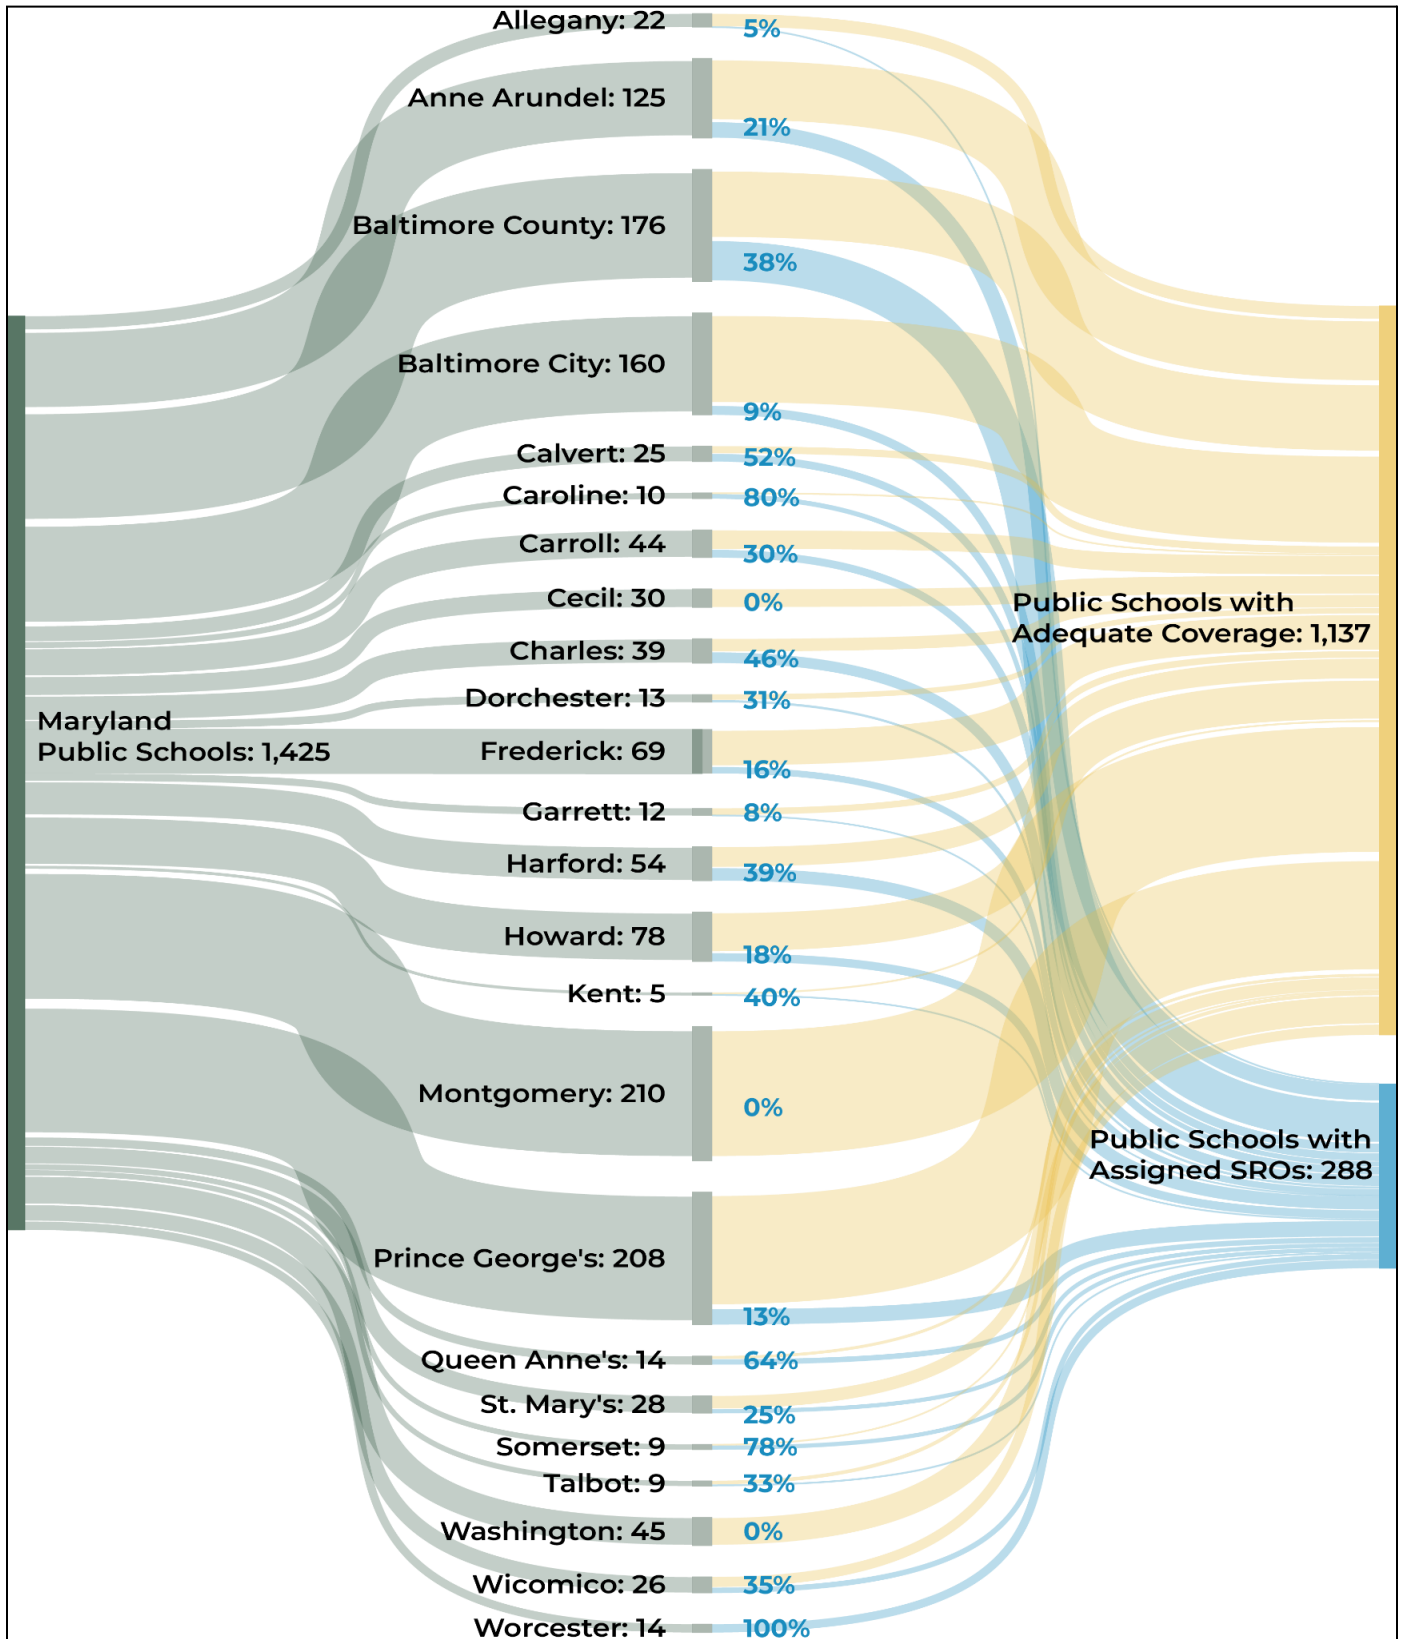 Allegany: 22
5%
Anne Arundel: 125
21%
Baltimore County: 176
38%
Baltimore City: 160
9%
Calvert: 25
52%
Caroline: 10
80%
Carroll: 44
30%
Cecil: 30
0%
Public Schools with
Adequate Coverage: 1,137
Charles: 39
46%
Dorchester: 13
31%
Maryland
Public Schools: 1,425
Frederick: 69
16%
Garrett: 12
8%
Harford: 54
39%
Howard: 78
18%
Kent: 5
40%
Montgomery: 210
0%
Public Schools with
Assigned SROs: 288
Prince George's: 208
13%
Queen Anne's: 14
64%
St. Mary's: 28
25%
Somerset: 9
78%
Talbot: 9
33%
Washington: 45
0%
Wicomico: 26
35%
Worcester: 14
100%